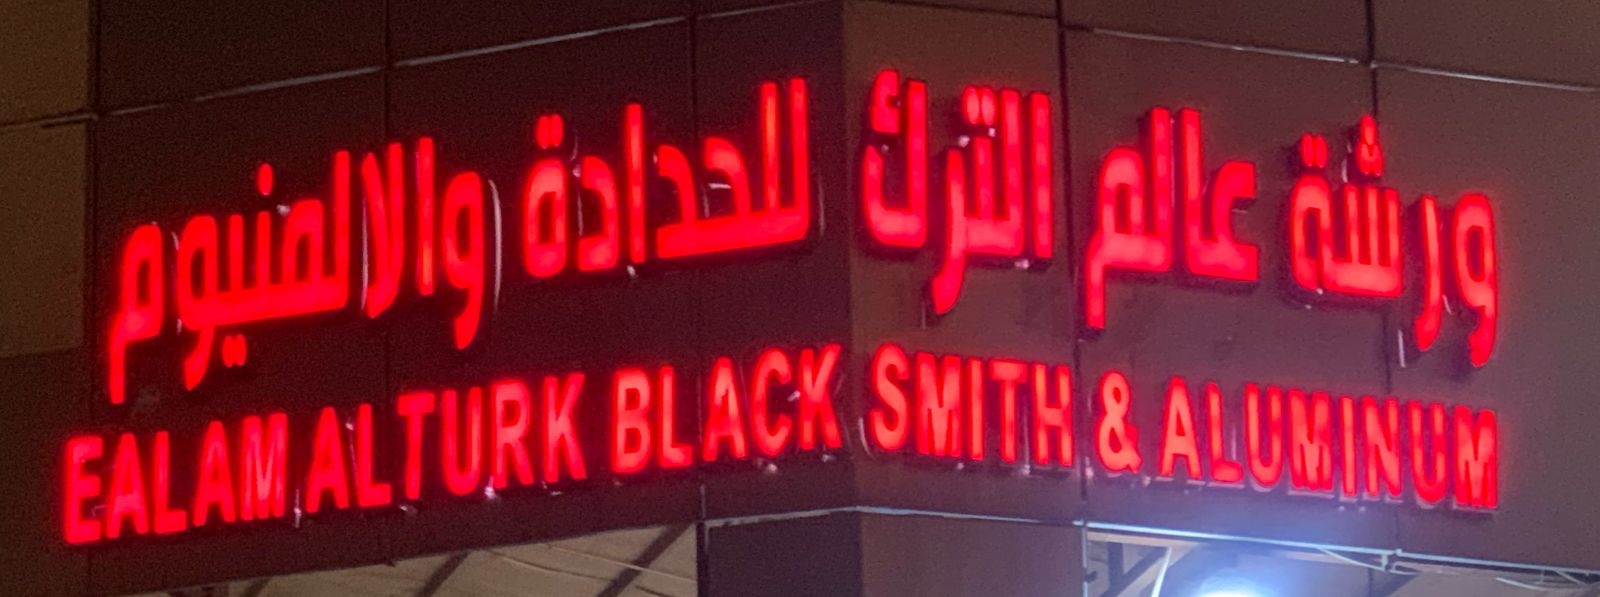 ورشة عالم الترك للحدادة والالمنيوم
EALAM ALTURK BLACK SMITH & ALUMINUM